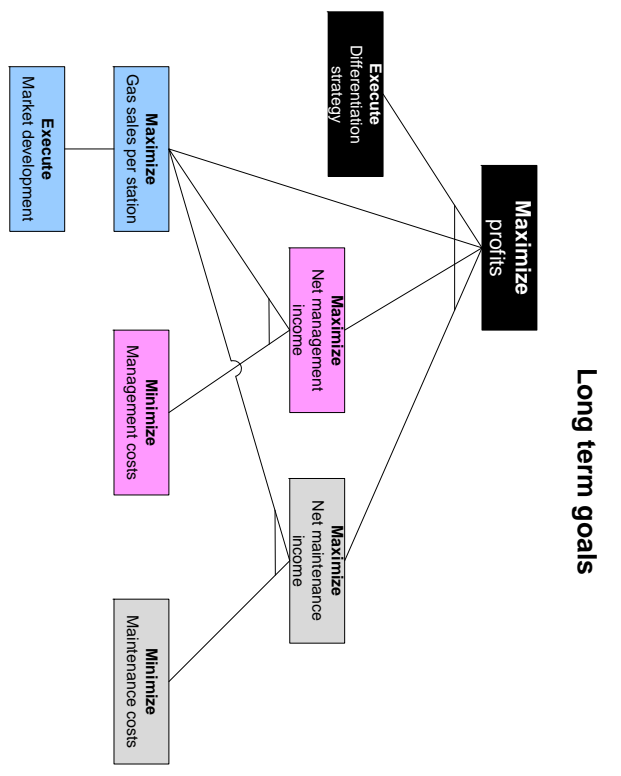 Long term goals
Maximize
profits
Execute
Differentiation
strategy
Maximize
Net management
income
Maximize
Net maintenance
income
Maximize
Gas sales per station
Minimize
Management costs
Minimize
Maintenance costs
Execute
Market development